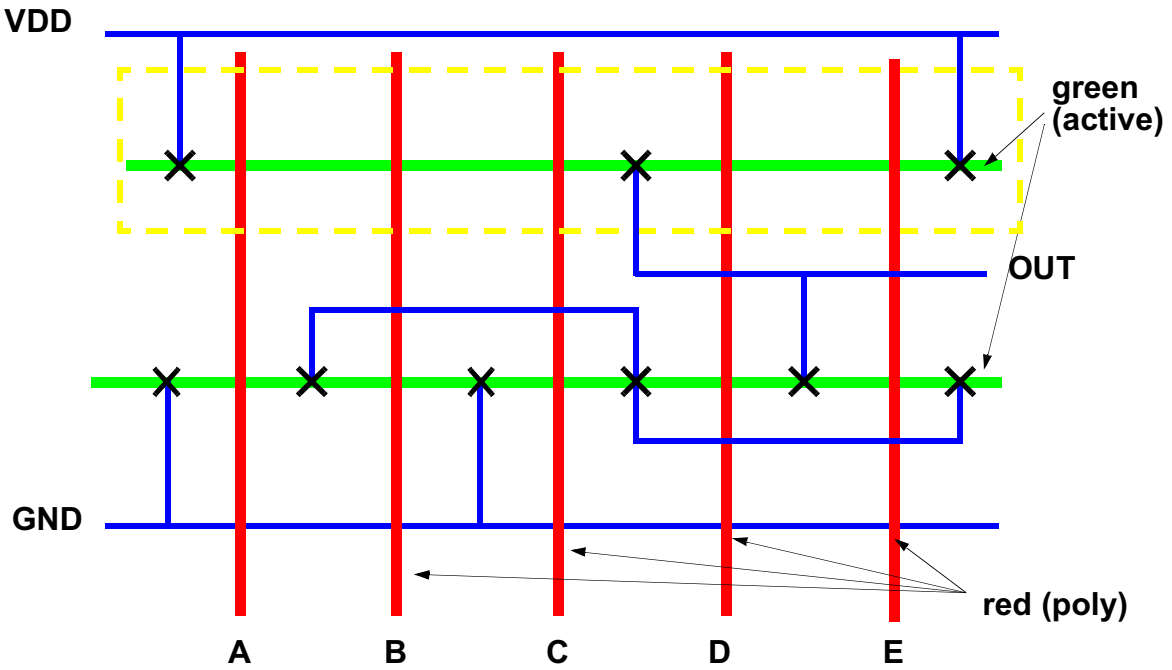 VDD
green
(active)
OUT
GND
red (poly)
A B C D E